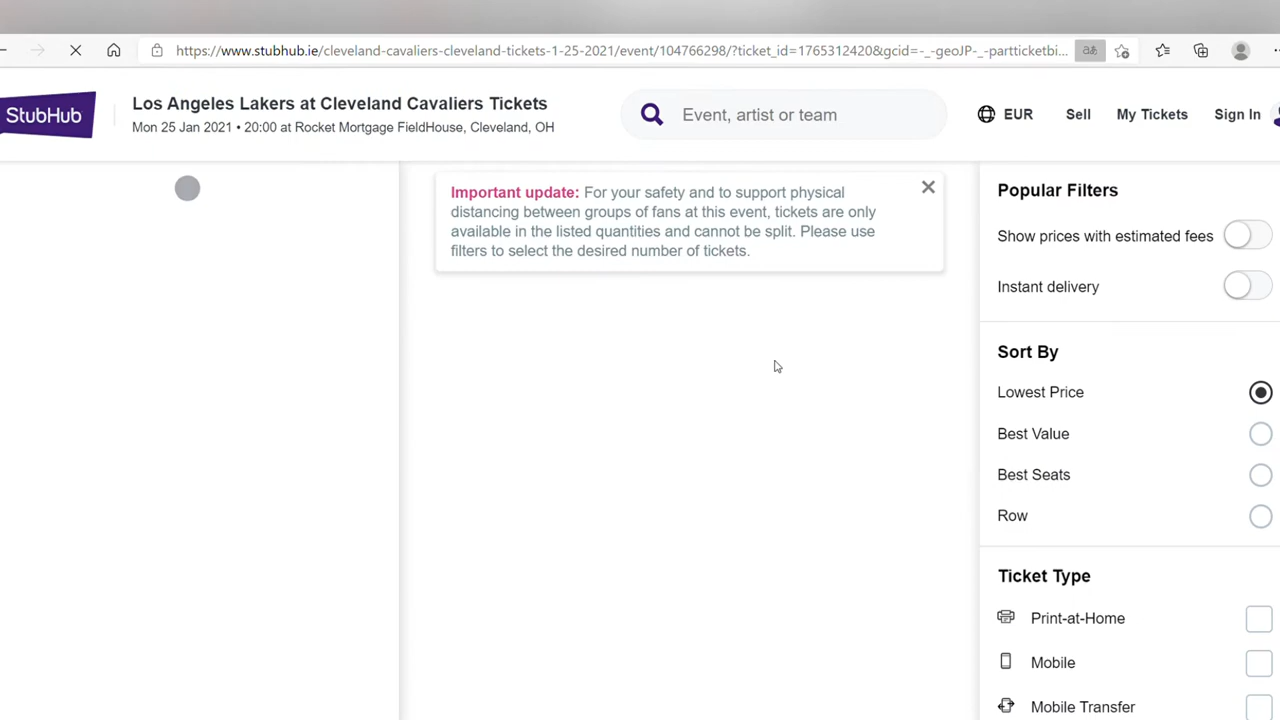 https://www.stubhub.ie/cleveland-cavaliers-cleveland-tickets-1-25-2021/event/104766298/?ticket_id=1765312420&gcid=-_-geoJP-_-partticketbi...
StubHub
Los Angeles Lakers at Cleveland Cavaliers Tickets
Mon 25 Jan 2021 • 20:00 at Rocket Mortgage FieldHouse, Cleveland, OH
Event, artist or team
EUR
Sell
My Tickets
Sign In
Important update: For your safety and to support physical
distancing between groups of fans at this event, tickets are only
available in the listed quantities and cannot be split. Please use
filters to select the desired number of tickets.
Popular Filters
Show prices with estimated fees
Instant delivery
Sort By
Lowest Price
Best Value
Best Seats
Row
Ticket Type
Print-at-Home
Mobile
Mobile Transfer